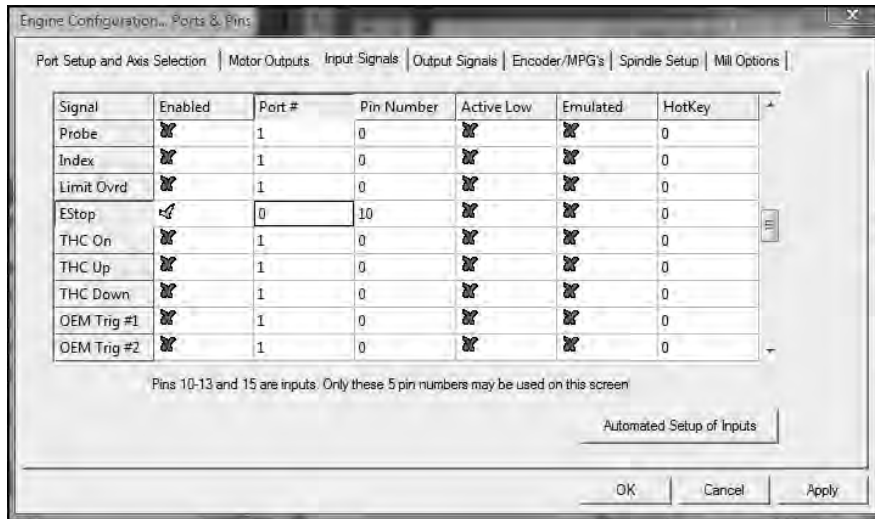 Engine Configuration... Ports & Pins
Port Setup and Axis Selection Motor Outputs Input Signals Output Signals Encoder/MPG's Spindle Setup Mill Options
Signal Enabled Port # Pin Number Active Low Emulated HotKey
Probe 1 0 0
Index 1 0 0
Limit Ovrd 1 0 0
EStop 0 10 0
THC On 1 0 0
THC Up 1 0 0
THC Down 1 0 0
OEM Trig #1 1 0 0
OEM Trig #2 1 0 0
Pins 10-13 and 15 are inputs. Only these 5 pin numbers may be used on this screen
Automated Setup of Inputs
OK Cancel Apply